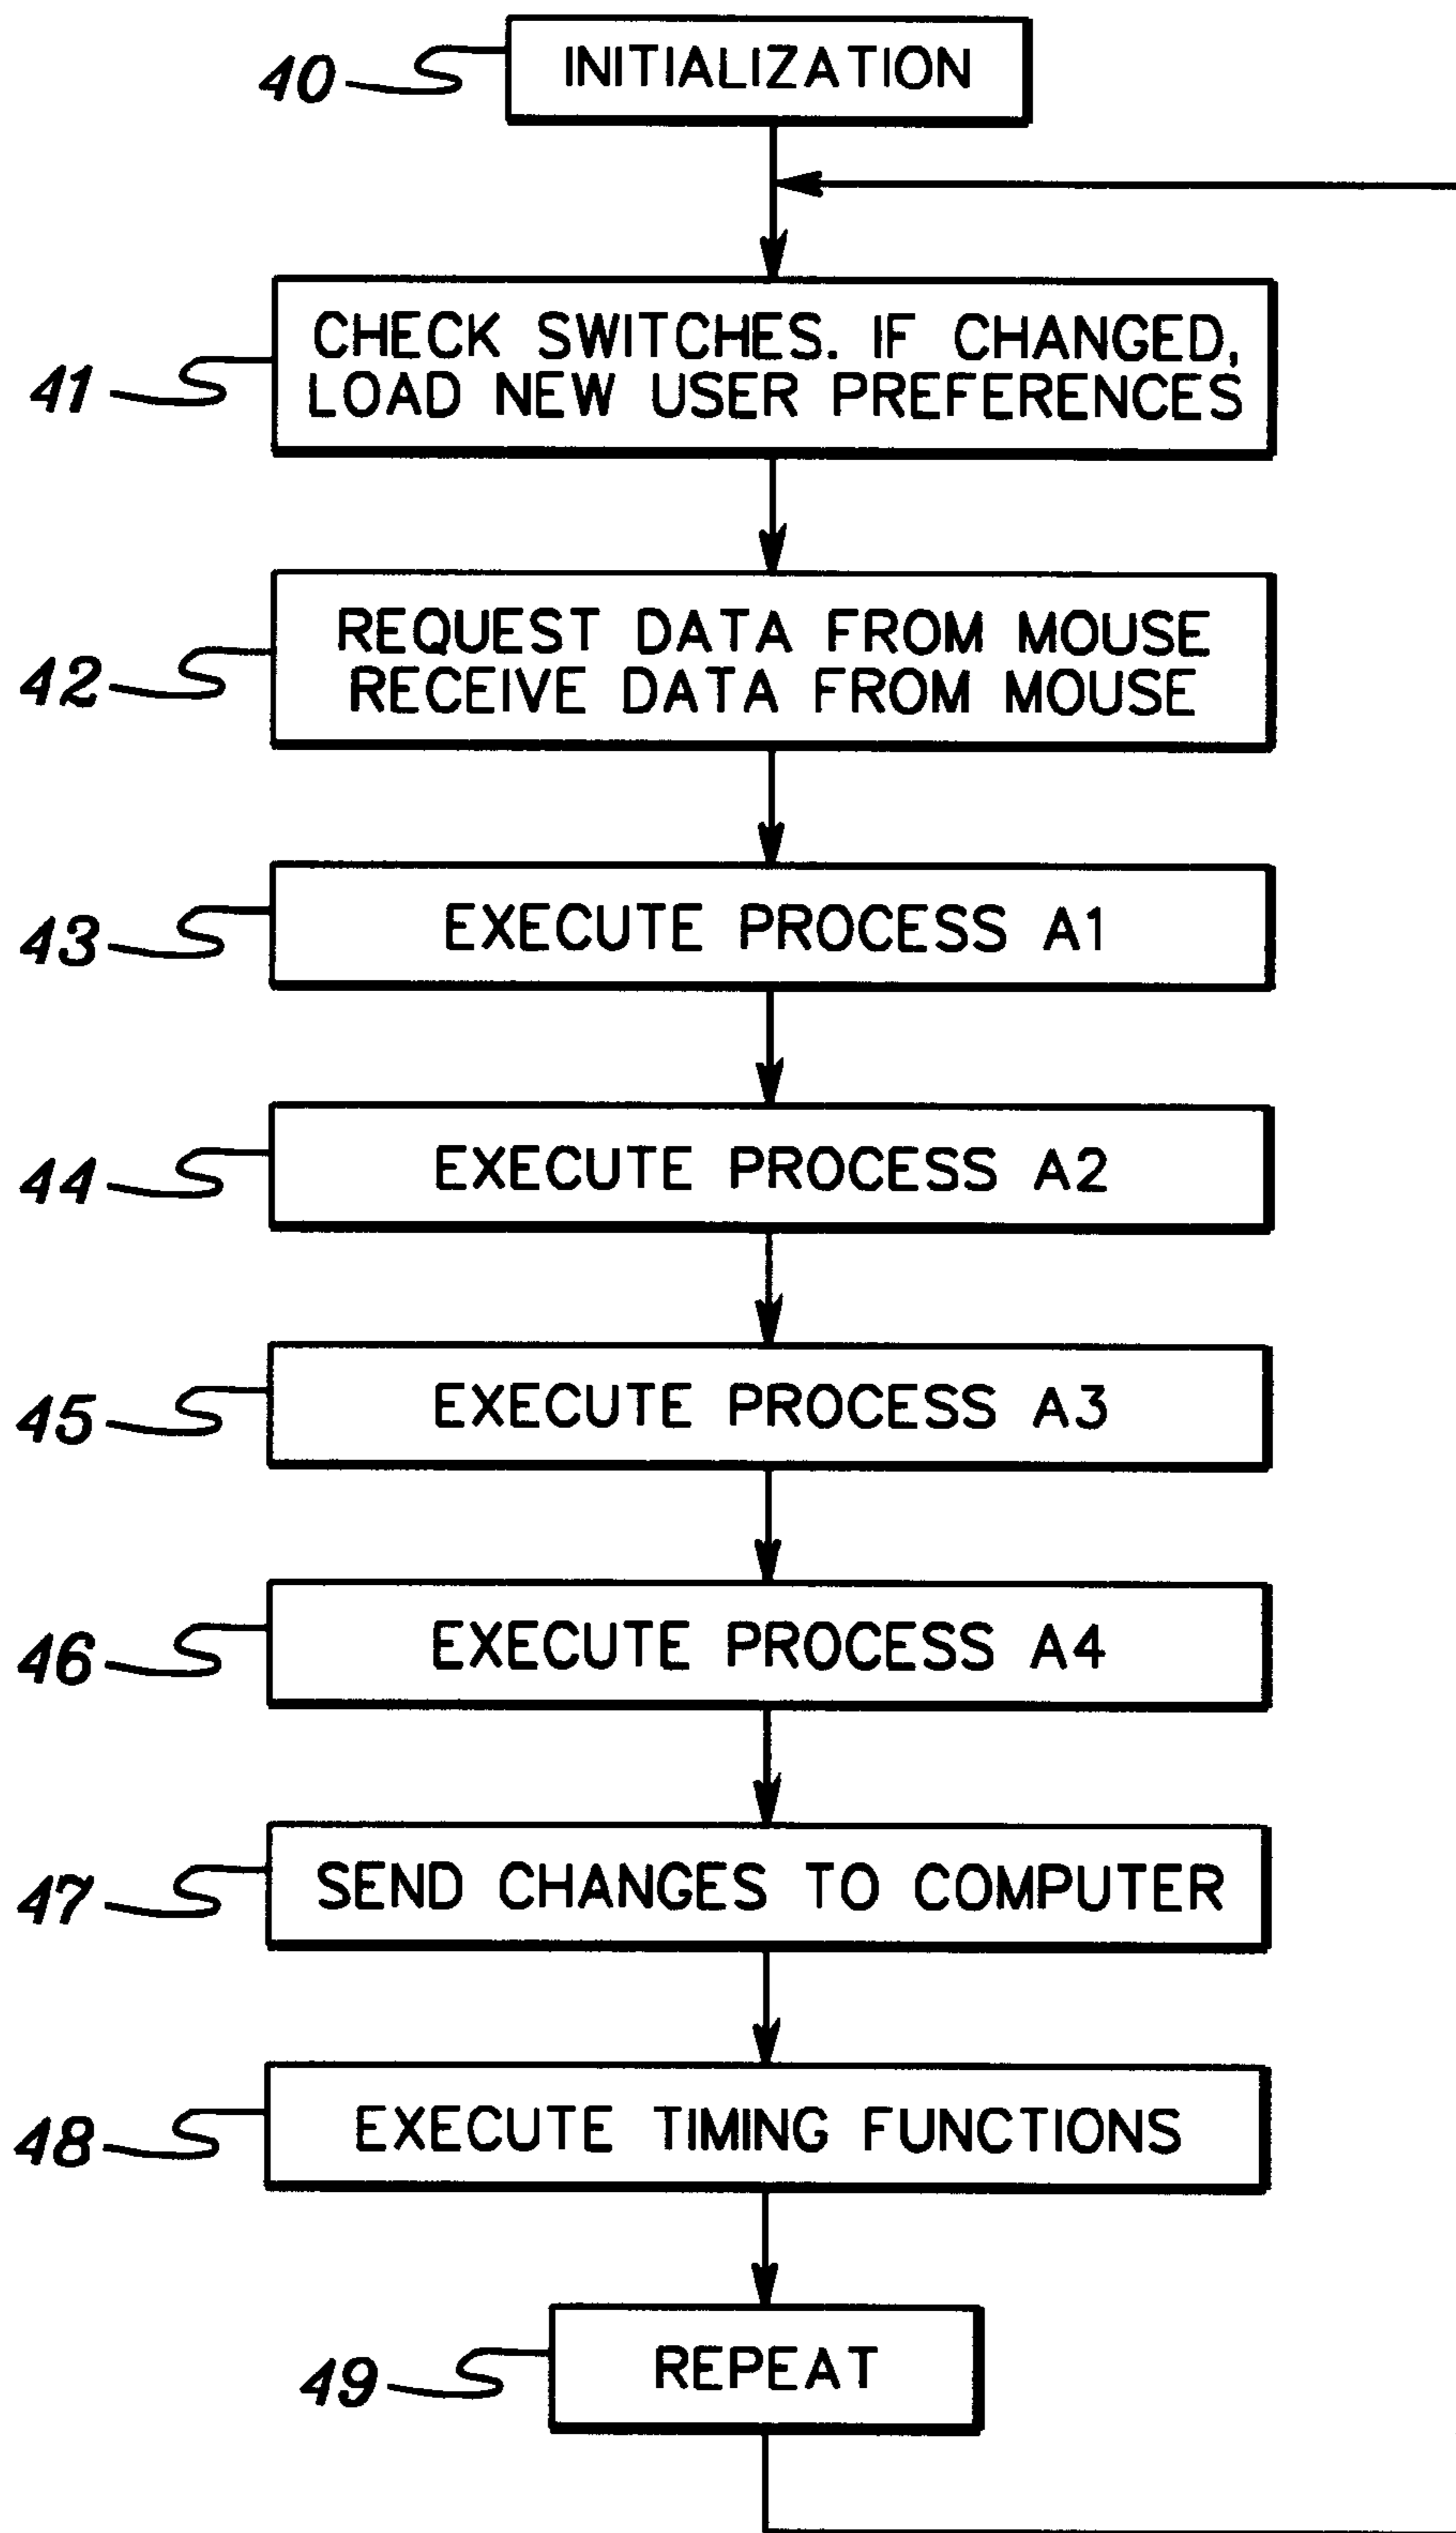 40
INITIALIZATION
41
CHECK SWITCHES. IF CHANGED,
LOAD NEW USER PREFERENCES
42
REQUEST DATA FROM MOUSE
RECEIVE DATA FROM MOUSE
43
EXECUTE PROCESS A1
44
EXECUTE PROCESS A2
45
EXECUTE PROCESS A3
46
EXECUTE PROCESS A4
47
SEND CHANGES TO COMPUTER
48
EXECUTE TIMING FUNCTIONS
49
REPEAT